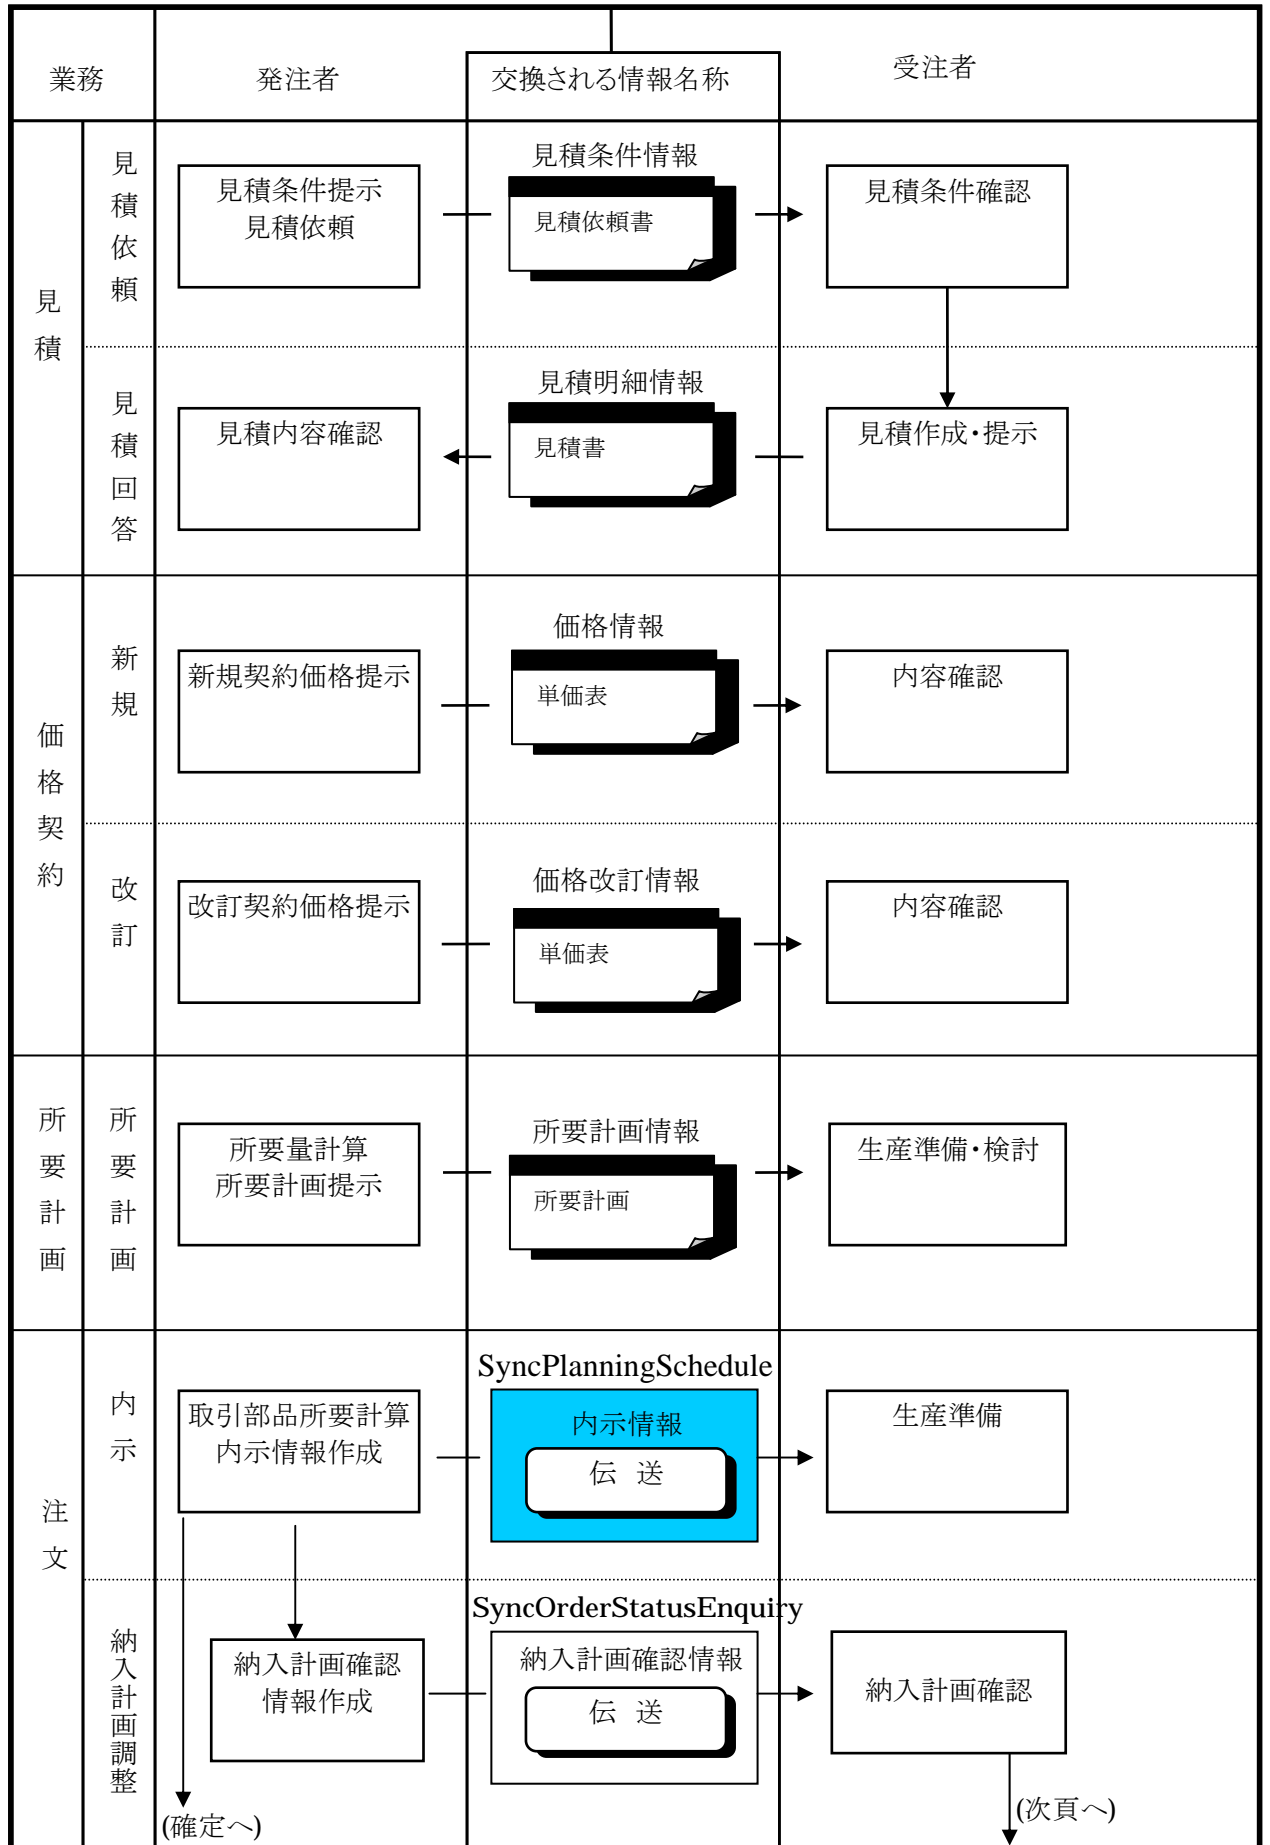 業務
発注者
交換される情報名称
受注者
見積
見積依頼
見積条件提示
見積依頼
見積条件情報
見積依頼書
見積条件確認
見積回答
見積内容確認
見積明細情報
見積書
見積作成・提示
価格契約
新規
新規契約価格提示
価格情報
単価表
内容確認
改訂
改訂契約価格提示
価格改訂情報
単価表
内容確認
所要計画
所要計画
所要量計算
所要計画提示
所要計画情報
所要計画
生産準備・検討
注文
内示
取引部品所要計算
内示情報作成
SyncPlanningSchedule
内示情報
伝 送
生産準備
納入計画調整
納入計画確認
情報作成
SyncOrderStatusEnquiry
納入計画確認情報
伝 送
納入計画確認
(確定へ)
(次頁へ)